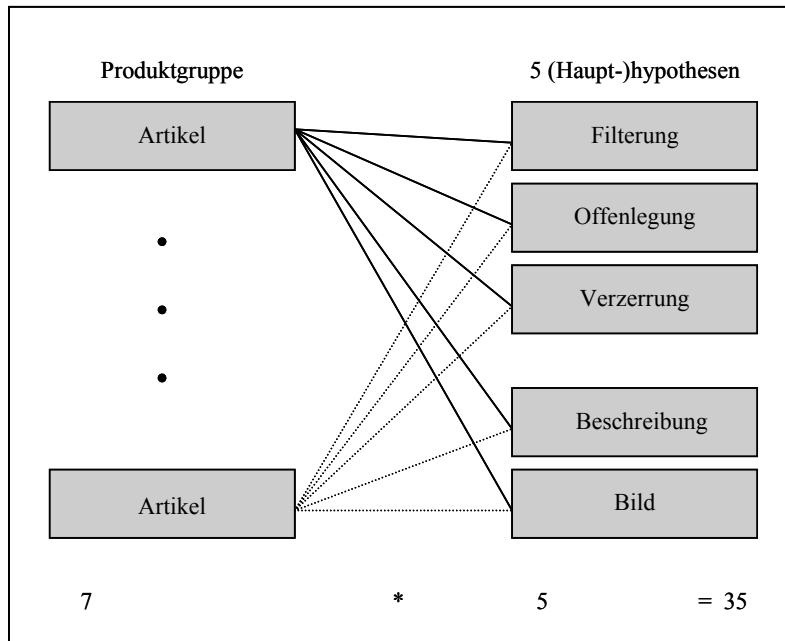 Produktgruppe 5 (Haupt-)hypothesen
Artikel Filterung
Offenlegung
Verzerrung
Beschreibung
Artikel Bild
7 * 5 = 35